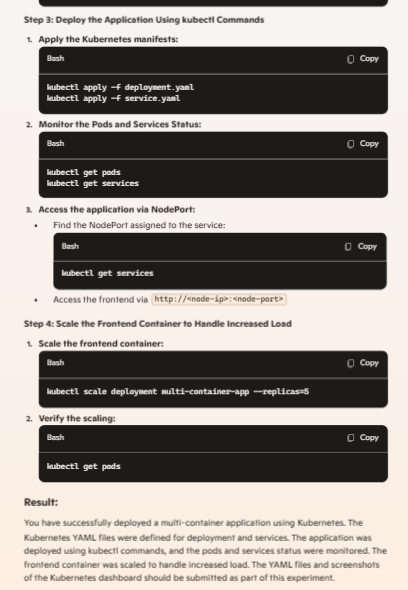 Step 3: Deploy the Application Using kubectl Commands
1. Apply the Kubernetes manifests:
Bash
Copy
kubectl apply -f deployment.yaml
kubectl apply -f service.yaml
2. Monitor the Pods and Services Status:
Bash
Copy
kubectl get pods
kubectl get services
3. Access the application via NodePort:
• Find the NodePort assigned to the service:
Bash
Copy
kubectl get services
• Access the frontend via http://<node-ip>:<node-port>
Step 4: Scale the Frontend Container to Handle Increased Load
1. Scale the frontend container:
Bash
Copy
kubectl scale deployment multi-container-app --replicas=5
2. Verify the scaling:
Bash
Copy
kubectl get pods
Result:
You have successfully deployed a multi-container application using Kubernetes. The
Kubernetes YAML files were defined for deployment and services. The application was
deployed using kubectl commands, and the pods and services status were monitored. The
frontend container was scaled to handle increased load. The YAML files and screenshots
of the Kubernetes dashboard should be submitted as part of this experiment.